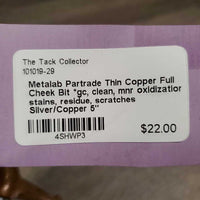 The Tack Collector
101019-29
Metalab Partrade Thin Copper Full
Cheek Bit *gc, clean, mnr oxidization
stains, residue, scratches
Silver/Copper 5"
$22.00
4SHWP3